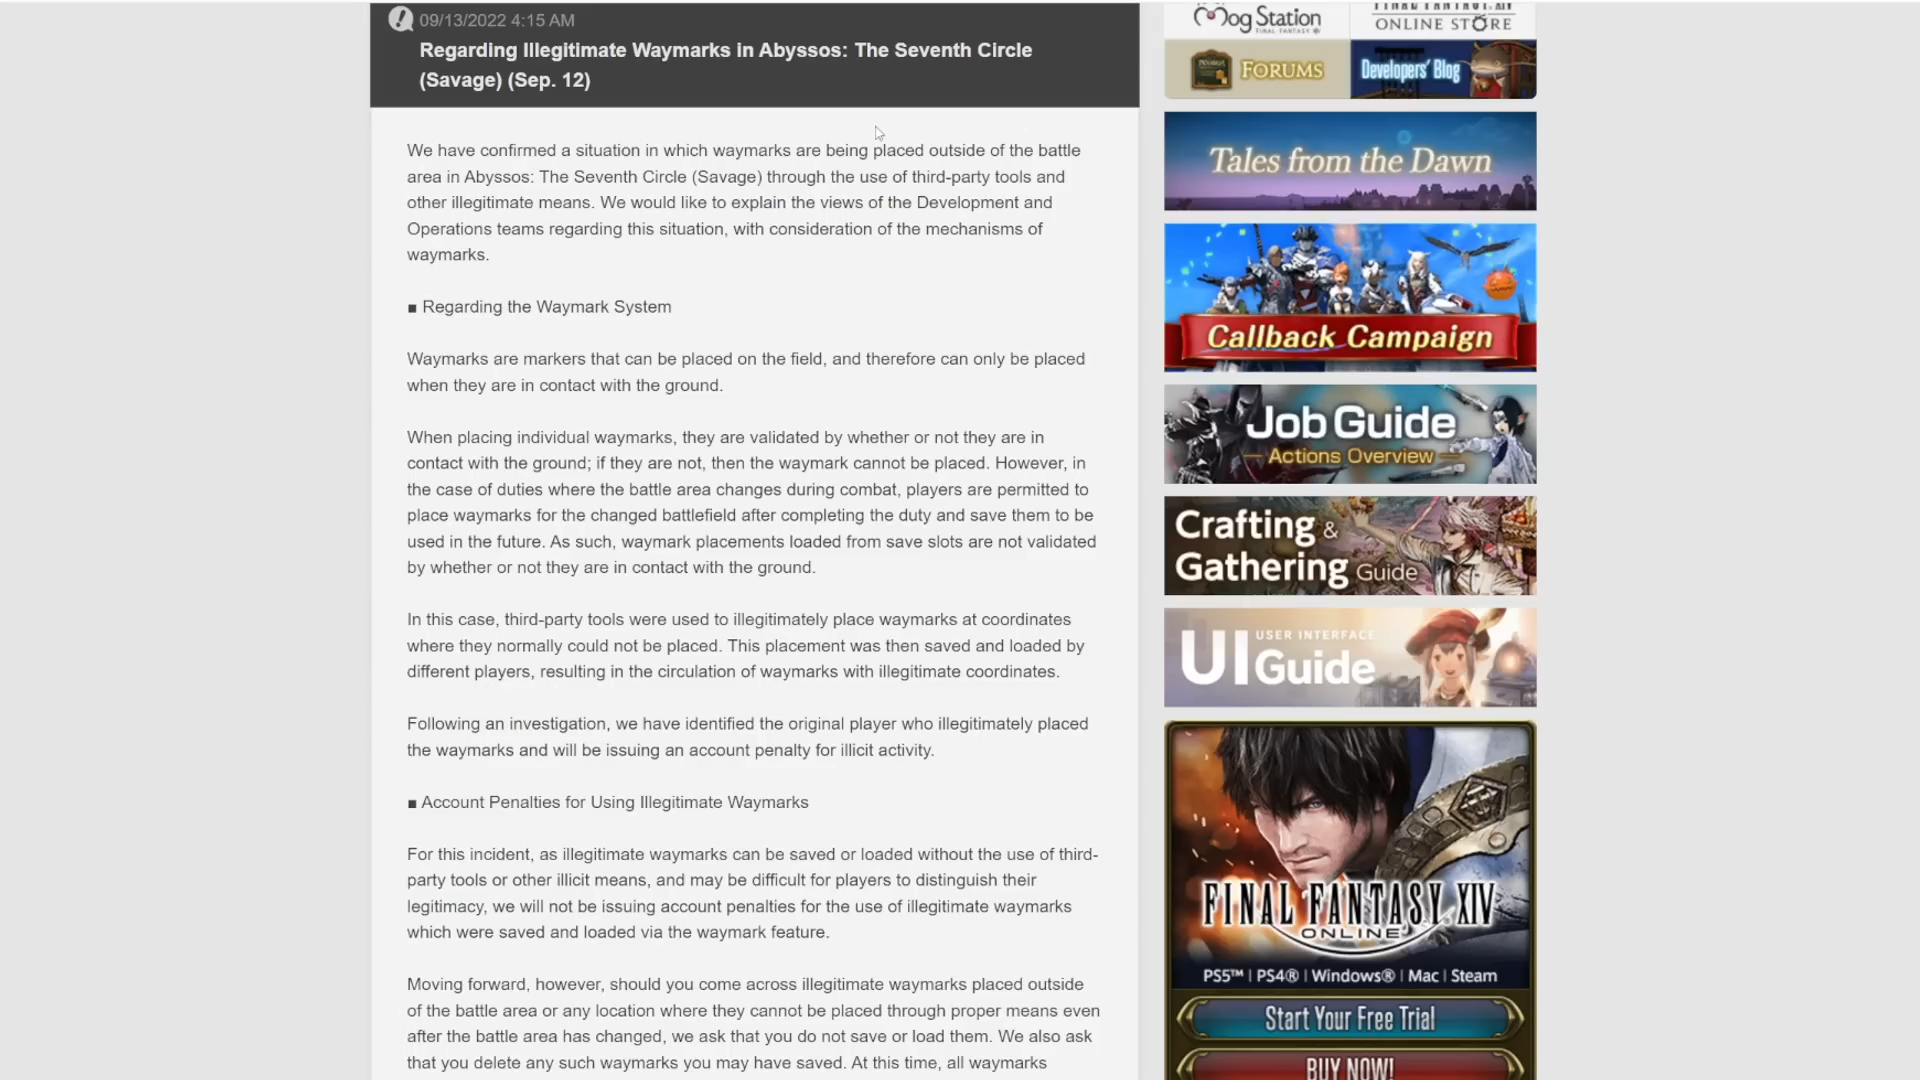 09/13/2022 4:15 AM
Regarding Illegitimate Waymarks in Abyssos: The Seventh Circle
(Savage) (Sep. 12)
We have confirmed a situation in which waymarks are being placed outside of the battle
area in Abyssos: The Seventh Circle (Savage) through the use of third-party tools and
other illegitimate means. We would like to explain the views of the Development and
Operations teams regarding this situation, with consideration of the mechanisms of
waymarks.
■ Regarding the Waymark System
Waymarks are markers that can be placed on the field, and therefore can only be placed
when they are in contact with the ground.
When placing individual waymarks, they are validated by whether or not they are in
contact with the ground; if they are not, then the waymark cannot be placed. However, in
the case of duties where the battle area changes during combat, players are permitted to
place waymarks for the changed battlefield after completing the duty and save them to be
used in the future. As such, waymark placements loaded from save slots are not validated
by whether or not they are in contact with the ground.
In this case, third-party tools were used to illegitimately place waymarks at coordinates
where they normally could not be placed. This placement was then saved and loaded by
different players, resulting in the circulation of waymarks with illegitimate coordinates.
Following an investigation, we have identified the original player who illegitimately placed
the waymarks and will be issuing an account penalty for illicit activity.
■ Account Penalties for Using Illegitimate Waymarks
For this incident, as illegitimate waymarks can be saved or loaded without the use of third-
party tools or other illicit means, and may be difficult for players to distinguish their
legitimacy, we will not be issuing account penalties for the use of illegitimate waymarks
which were saved and loaded via the waymark feature.
Moving forward, however, should you come across illegitimate waymarks placed outside
of the battle area or any location where they cannot be placed through proper means even
after the battle area has changed, we ask that you do not save or load them. We also ask
that you delete any such waymarks you may have saved. At this time, all waymarks
Mog Station
FINAL FANTASY XIV
FINAL FANTASY XIV
ONLINE STORE
FORUMS
Developers' Blog
Tales from the Dawn
Callback Campaign
Job Guide
Actions Overview
Crafting &
Gathering Guide
UI USER INTERFACE
Guide
FINAL FANTASY XIV
ONLINE
PS5™ | PS4® | Windows® | Mac | Steam
Start Your Free Trial
BUY NOW!